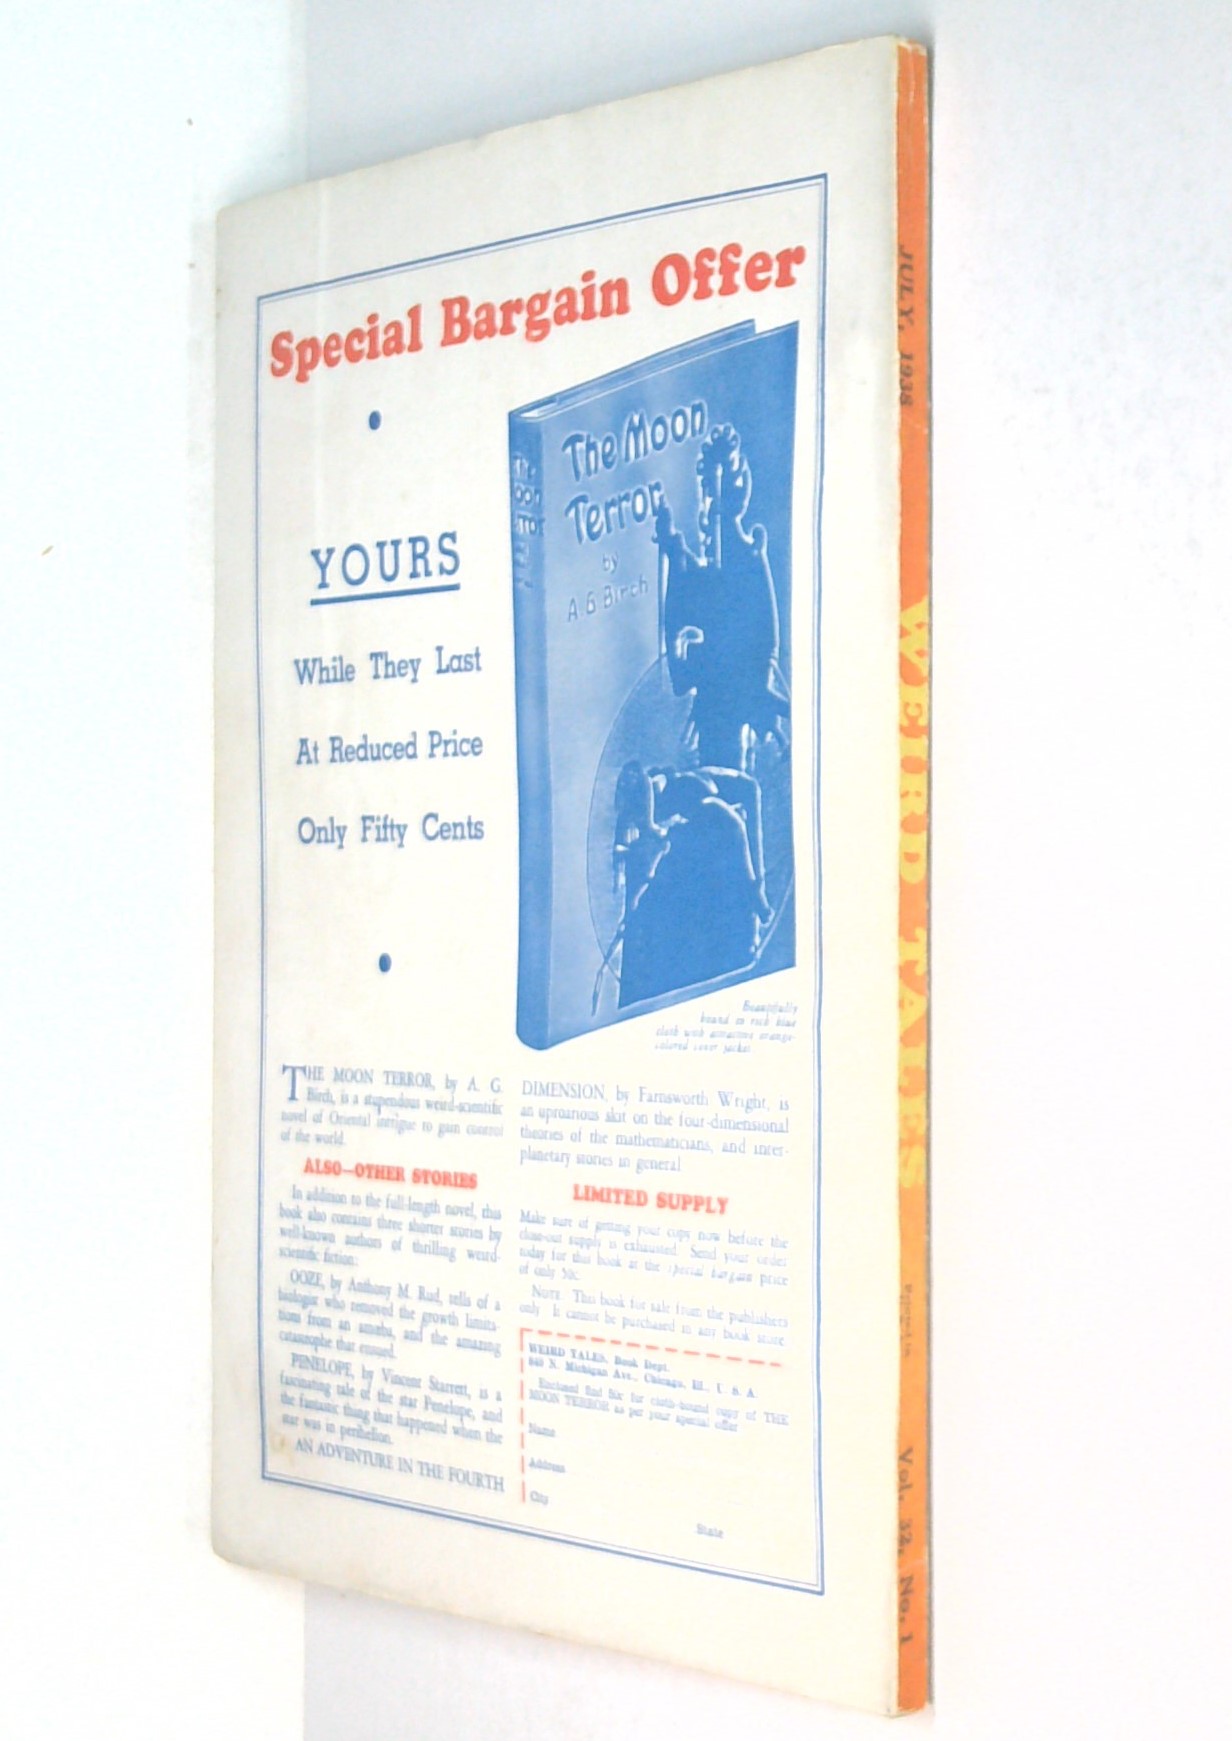 Special Bargain Offer
YOURS
While They Last
At Reduced Price
Only Fifty Cents
The Moon
Terror
by
A G Birch
Beautifully
bound in rich blue
cloth with attractive orange-
colored cover jacket.
THE MOON TERROR, by A. G.
Birch, is a stupendous weird-scientific
novel of Oriental intrigue to gain control
of the world.
ALSO—OTHER STORIES
In addition to the full-length novel, this
book also contains three shorter stories by
well-known authors of thrilling weird-
scientific fiction:
OOZE, by Anthony M. Rud, tells of a
biologist who removed the growth limita-
tions from an amoeba, and the amazing
catastrophe that ensued.
PENELOPE, by Vincent Starrett, is a
fascinating tale of the star Penelope, and
the fantastic thing that happened when the
star was in perihelion.
AN ADVENTURE IN THE FOURTH
DIMENSION, by Farnsworth Wright, is
an uproarious skit on the four-dimensional
theories of the mathematicians, and inter-
planetary stories in general.
LIMITED SUPPLY
Make sure of getting your copy now before the
close-out supply is exhausted. Send your order
today for this book at the special bargain price
of only 50c.
NOTE: This book for sale from the publishers
only. It cannot be purchased in any book store.
WEIRD TALES, Book Dept.
840 N. Michigan Ave., Chicago, Ill., U. S. A.
Enclosed find 50c for cloth-bound copy of THE
MOON TERROR as per your special offer
Name
Address
City
State
JULY, 1938
WEIRD TALES
Printed in
Vol. 32, No. 1